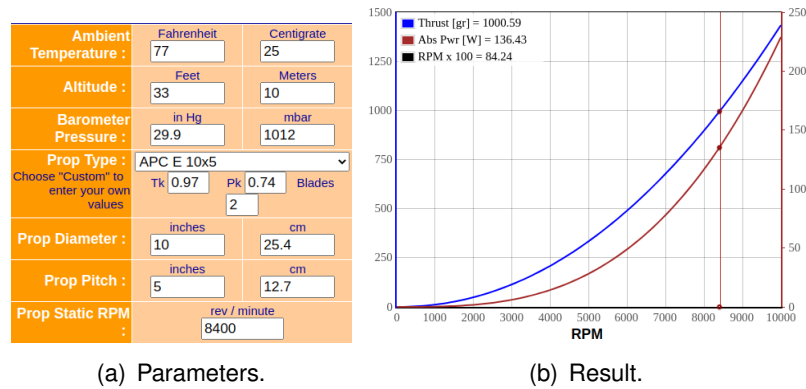 Ambient Temperature :
Fahrenheit Centigrate
77 25
Altitude :
Feet Meters
33 10
Barometer Pressure :
in Hg mbar
29.9 1012
Prop Type :
APC E 10x5
Choose "Custom" to enter your own values
Tk 0.97 Pk 0.74 Blades
2
Prop Diameter :
inches cm
10 25.4
Prop Pitch :
inches cm
5 12.7
Prop Static RPM :
rev / minute
8400
(a) Parameters.
Thrust [gr] = 1000.59
Abs Pwr [W] = 136.43
RPM x 100 = 84.24
1500
1250
1000
750
500
250
0
250
200
150
100
50
0
0 1000 2000 3000 4000 5000 6000 7000 8000 9000 10000
RPM
(b) Result.